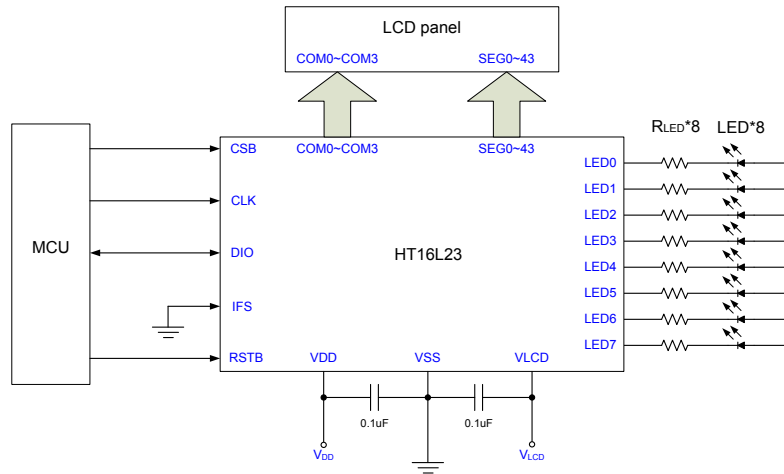 LCD panel
COM0~COM3 SEG0~43
RLED*8 LED*8
CSB COM0~COM3 SEG0~43
LED0
LED1
CLK
LED2
LED3
MCU DIO HT16L23
LED4
LED5
IFS
LED6
LED7
RSTB VDD VSS VLCD
0.1uF 0.1uF
VDD VLCD